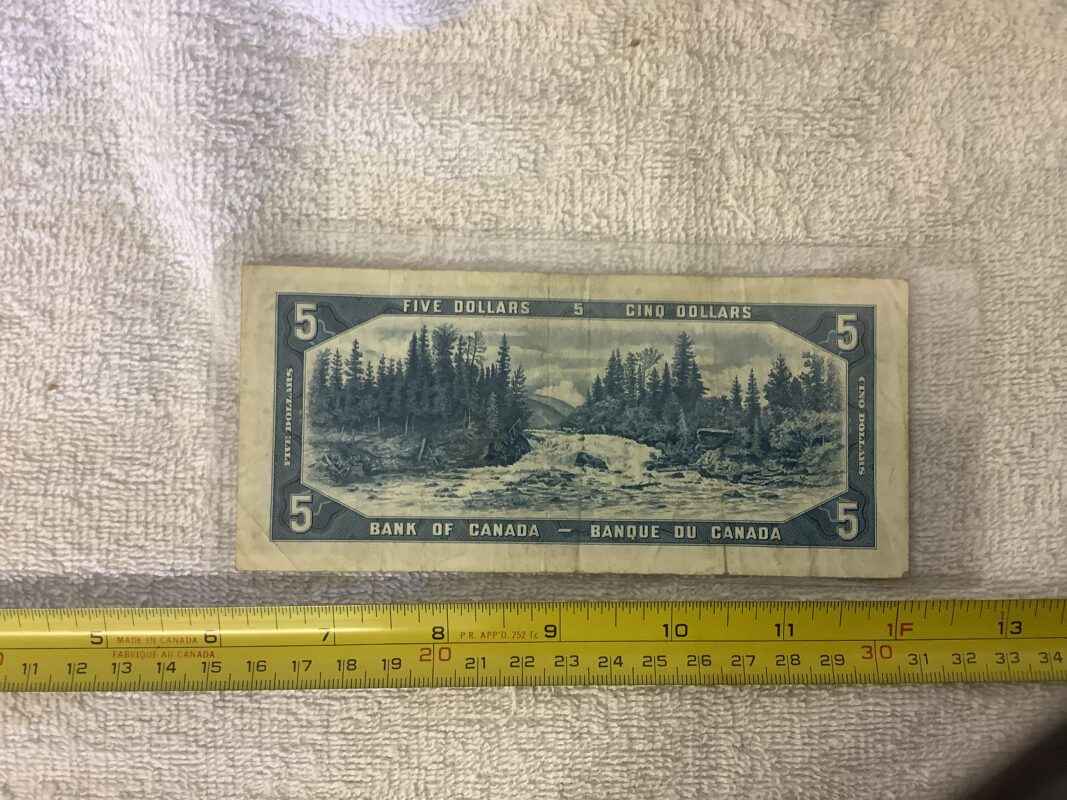 FIVE DOLLARS 5 CINQ DOLLARS
5 5
FIVE DOLLARS
CINQ DOLLARS
5 5
BANK OF CANADA — BANQUE DU CANADA
5 6 7 8 9 10 11 1F 13
MADE IN CANADA
P.R. APP'D. 252 Tc
FABRIQUÉ AU CANADA
0 11 12 13 14 15 16 17 18 19 20 21 22 23 24 25 26 27 28 29 30 31 32 33 34